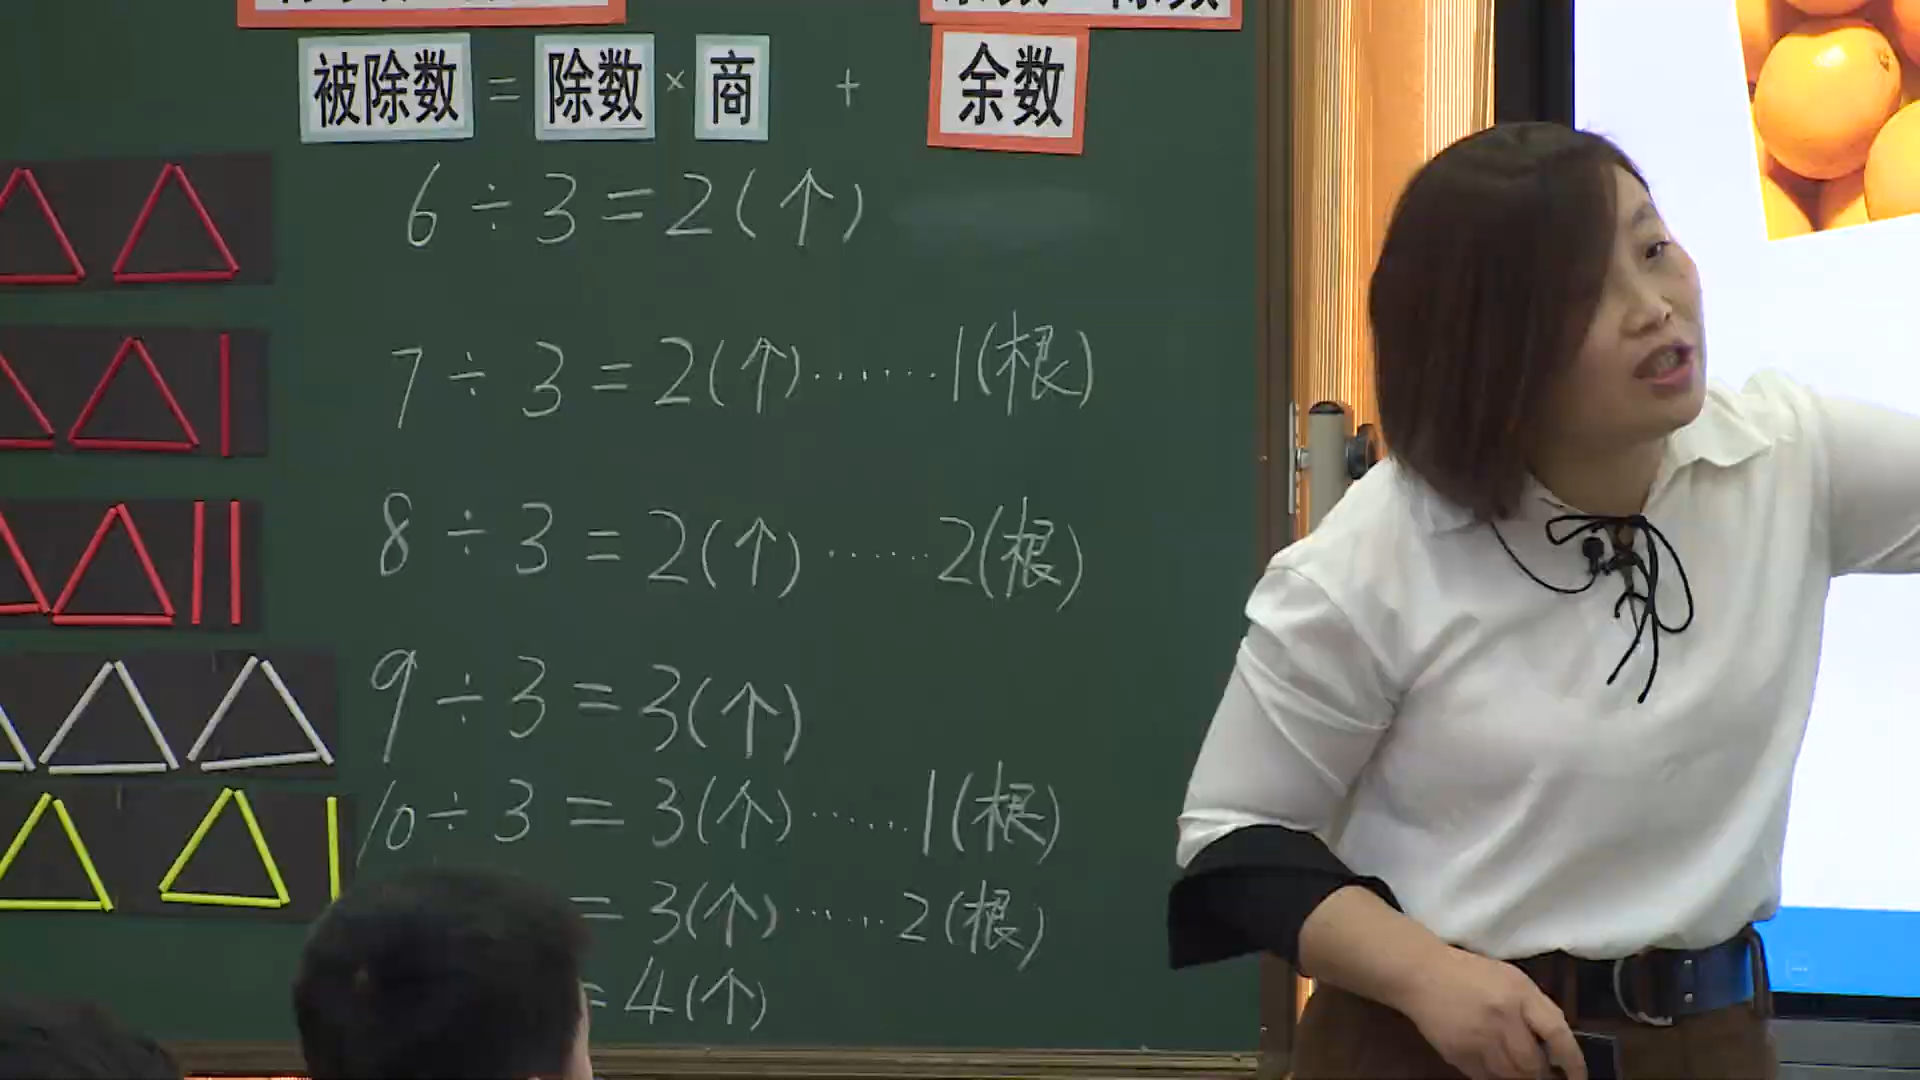 被除数 = 除数 × 商 + 余数
6÷3=2(个)
7÷3=2(个)……1(根)
8÷3=2(个)……2(根)
9÷3=3(个)
10÷3=3(个)……1(根)
=3(个)……2(根)
=4(个)